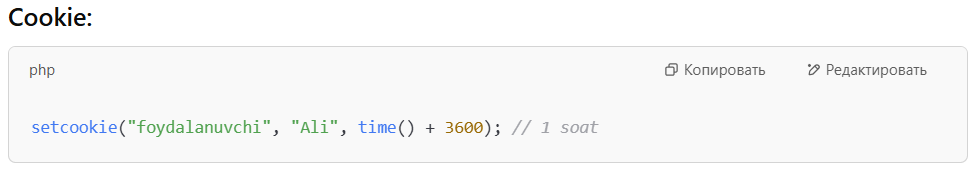 Cookie:
php Копировать Редактировать
setcookie("foydalanuvchi", "Ali", time() + 3600); // 1 soat